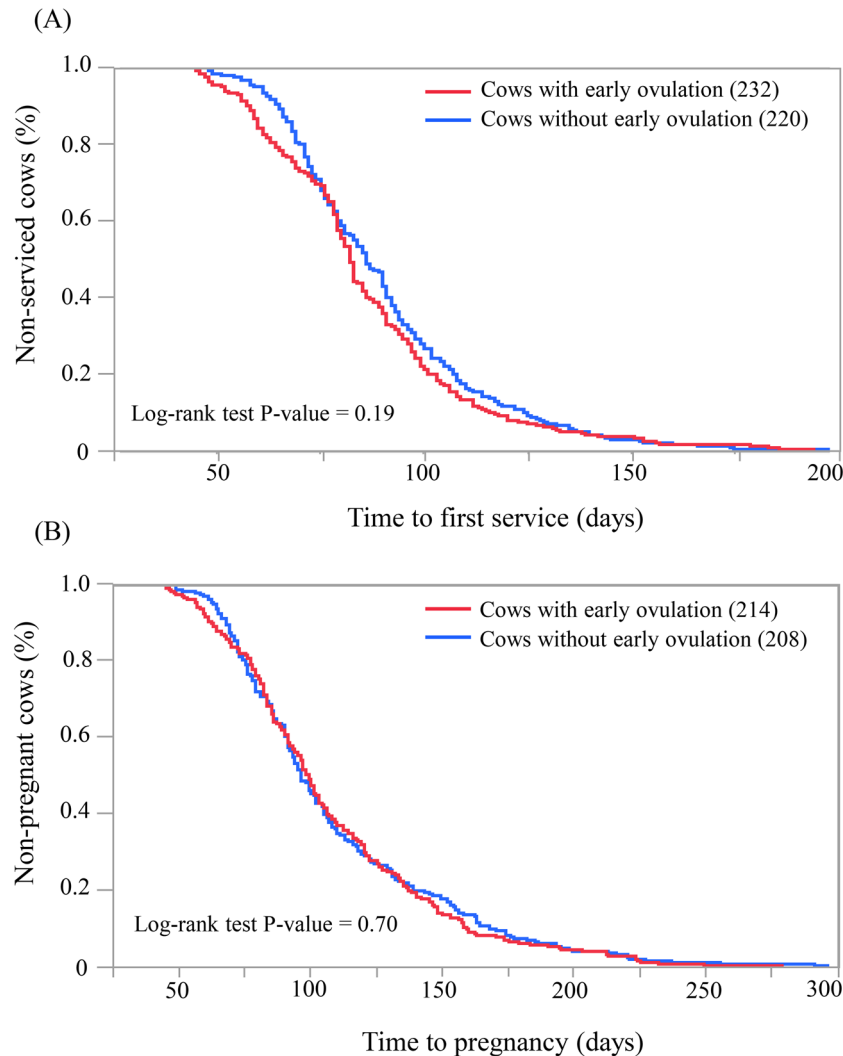 (A)
1.0
0.8
0.6
0.4
0.2
0
Non-serviced cows (%)
Cows with early ovulation (232)
Cows without early ovulation (220)
Log-rank test P-value = 0.19
50
100
150
200
Time to first service (days)
(B)
1.0
0.8
0.6
0.4
0.2
0
Non-pregnant cows (%)
Cows with early ovulation (214)
Cows without early ovulation (208)
Log-rank test P-value = 0.70
50
100
150
200
250
300
Time to pregnancy (days)